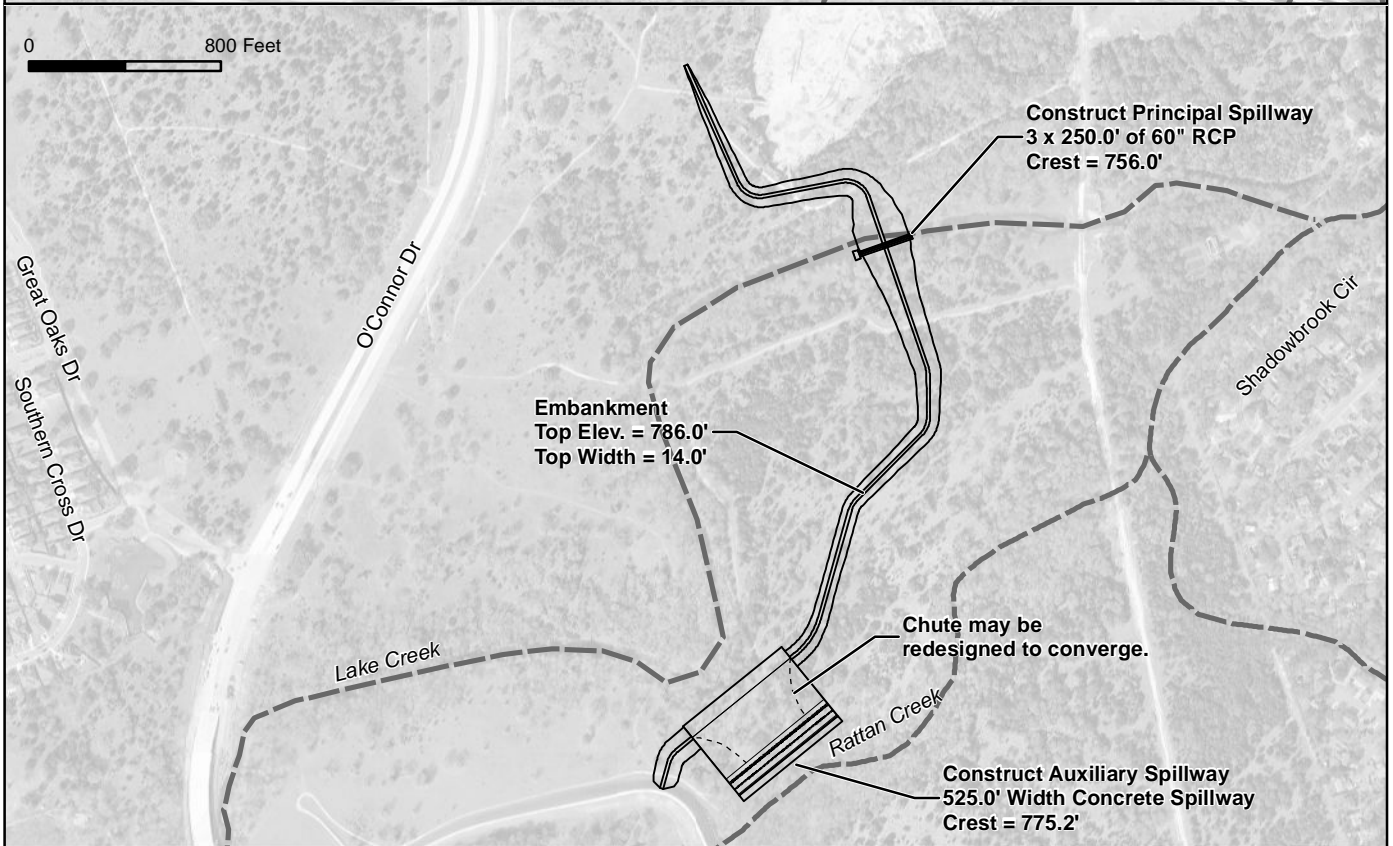 0 800 Feet
Construct Principal Spillway
3 x 250.0' of 60" RCP
Crest = 756.0'
O'Connor Dr
Great Oaks Dr
Southern Cross Dr
Shadowbrook Cir
Embankment
Top Elev. = 786.0'
Top Width = 14.0'
Chute may be
redesigned to converge.
Lake Creek
Rattan Creek
Construct Auxiliary Spillway
525.0' Width Concrete Spillway
Crest = 775.2'